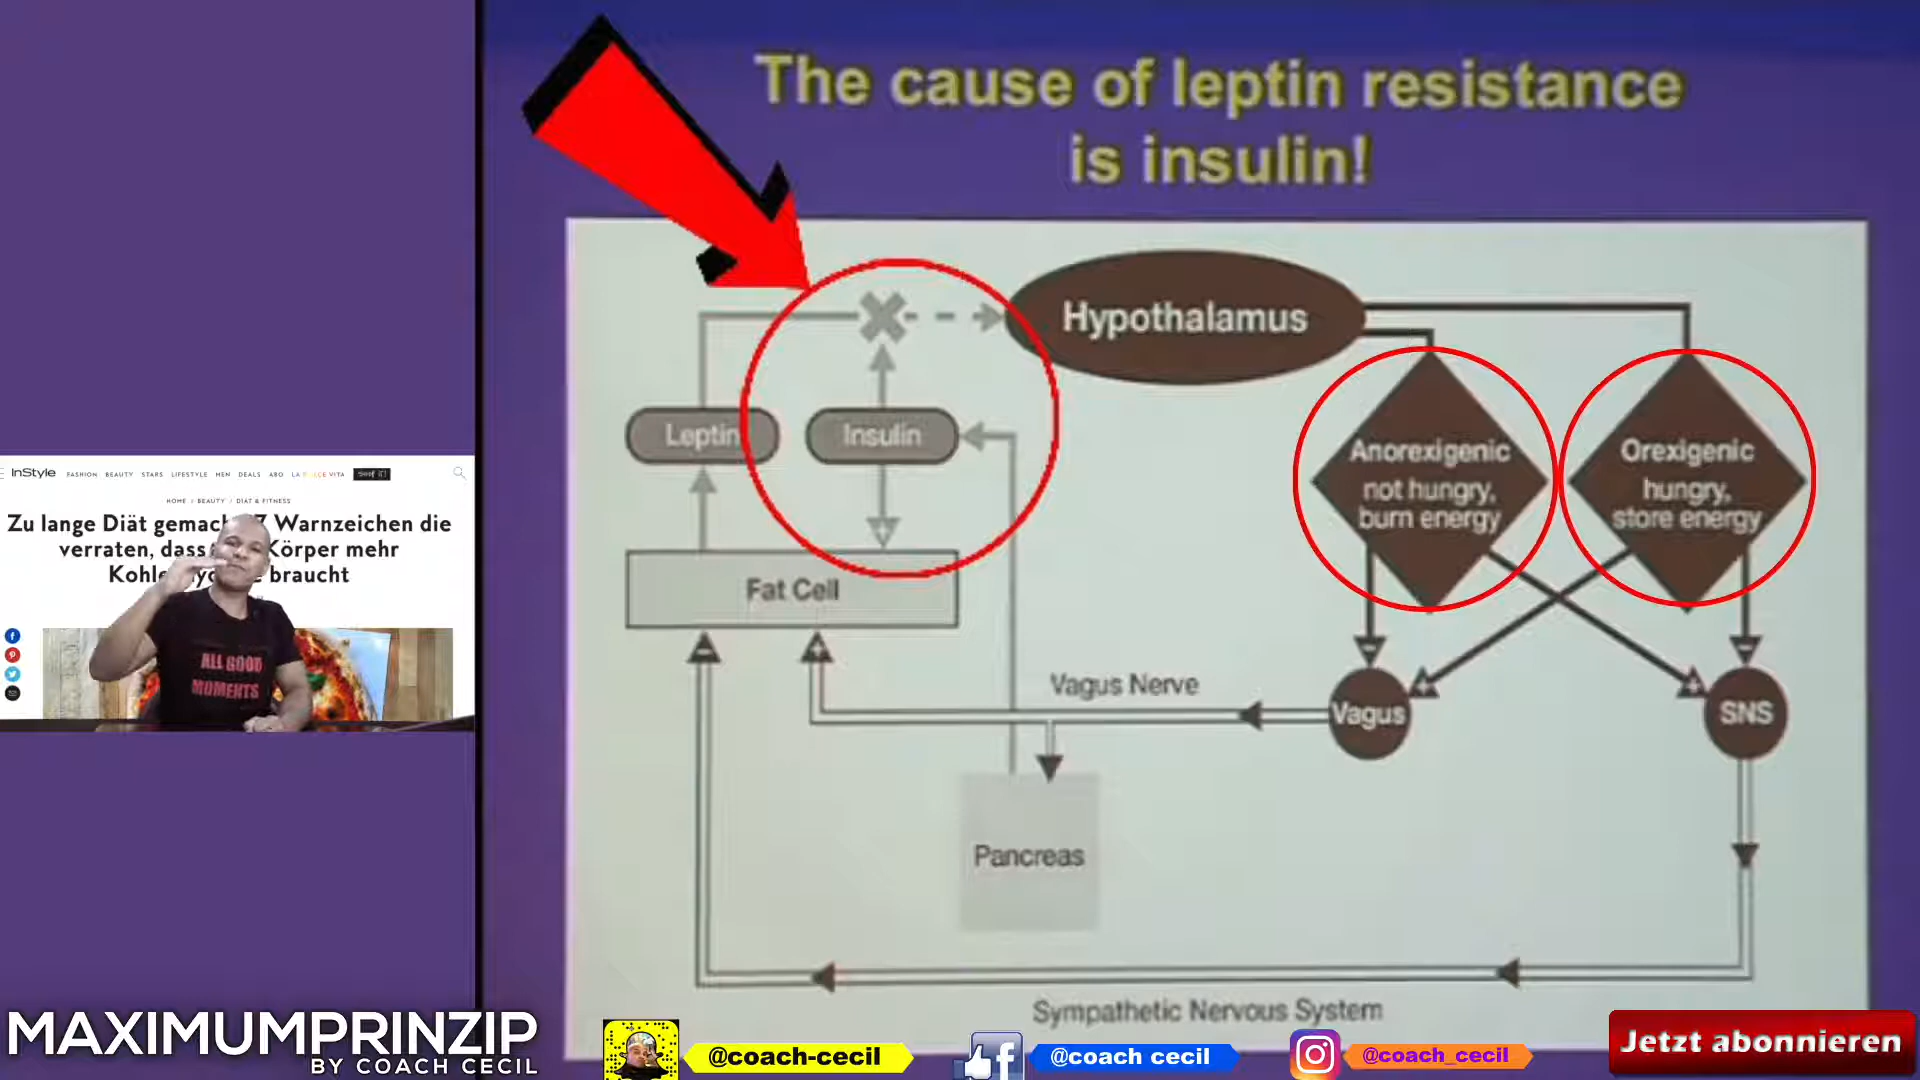 The cause of leptin resistance
is insulin!
Hypothalamus
Leptin
Insulin
Anorexigenic
not hungry,
burn energy
Orexigenic
hungry,
store energy
Fat Cell
Vagus Nerve
Vagus
SNS
Pancreas
Sympathetic Nervous System
InStyle
FASHION BEAUTY STARS LIFESTYLE MEN DEALS ABO LA DOLCE VITA
HOME / BEAUTY / DIÄT & FITNESS
Zu lange Diät 7 Warnzeichen die
verraten, dass Körper mehr
braucht
ALL GOOD
MOMENTS
MAXIMUMPRINZIP
BY COACH CECIL
@coach-cecil
f
@coach cecil
@coach_cecil
Jetzt abonnieren